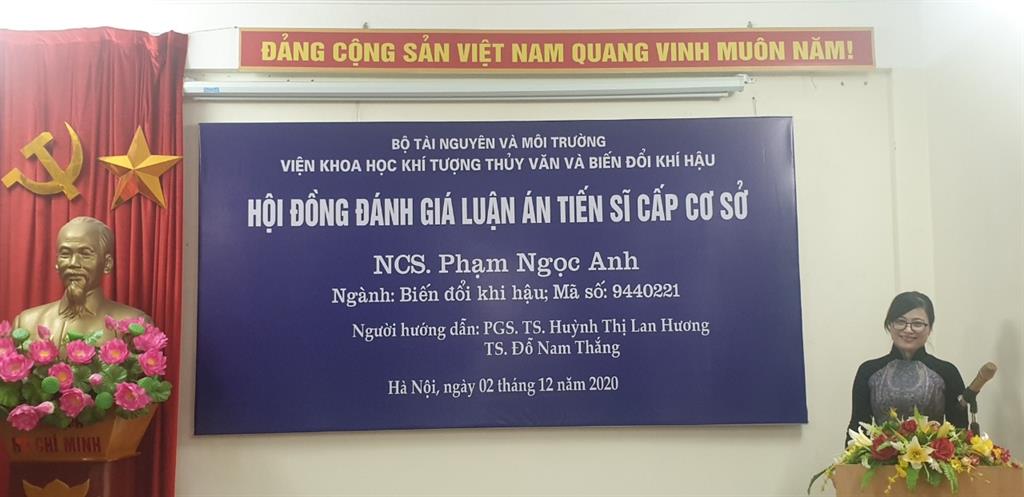 ĐẢNG CỘNG SẢN VIỆT NAM QUANG VINH MUÔN NĂM!
BỘ TÀI NGUYÊN VÀ MÔI TRƯỜNG
VIỆN KHOA HỌC KHÍ TƯỢNG THỦY VĂN VÀ BIẾN ĐỔI KHÍ HẬU
HỘI ĐỒNG ĐÁNH GIÁ LUẬN ÁN TIẾN SĨ CẤP CƠ SỞ
NCS. Phạm Ngọc Anh
Ngành: Biến đổi khi hậu; Mã số: 9440221
Người hướng dẫn: PGS. TS. Huỳnh Thị Lan Hương
TS. Đỗ Nam Thắng
Hà Nội, ngày 02 tháng 12 năm 2020
CHÍ MINH